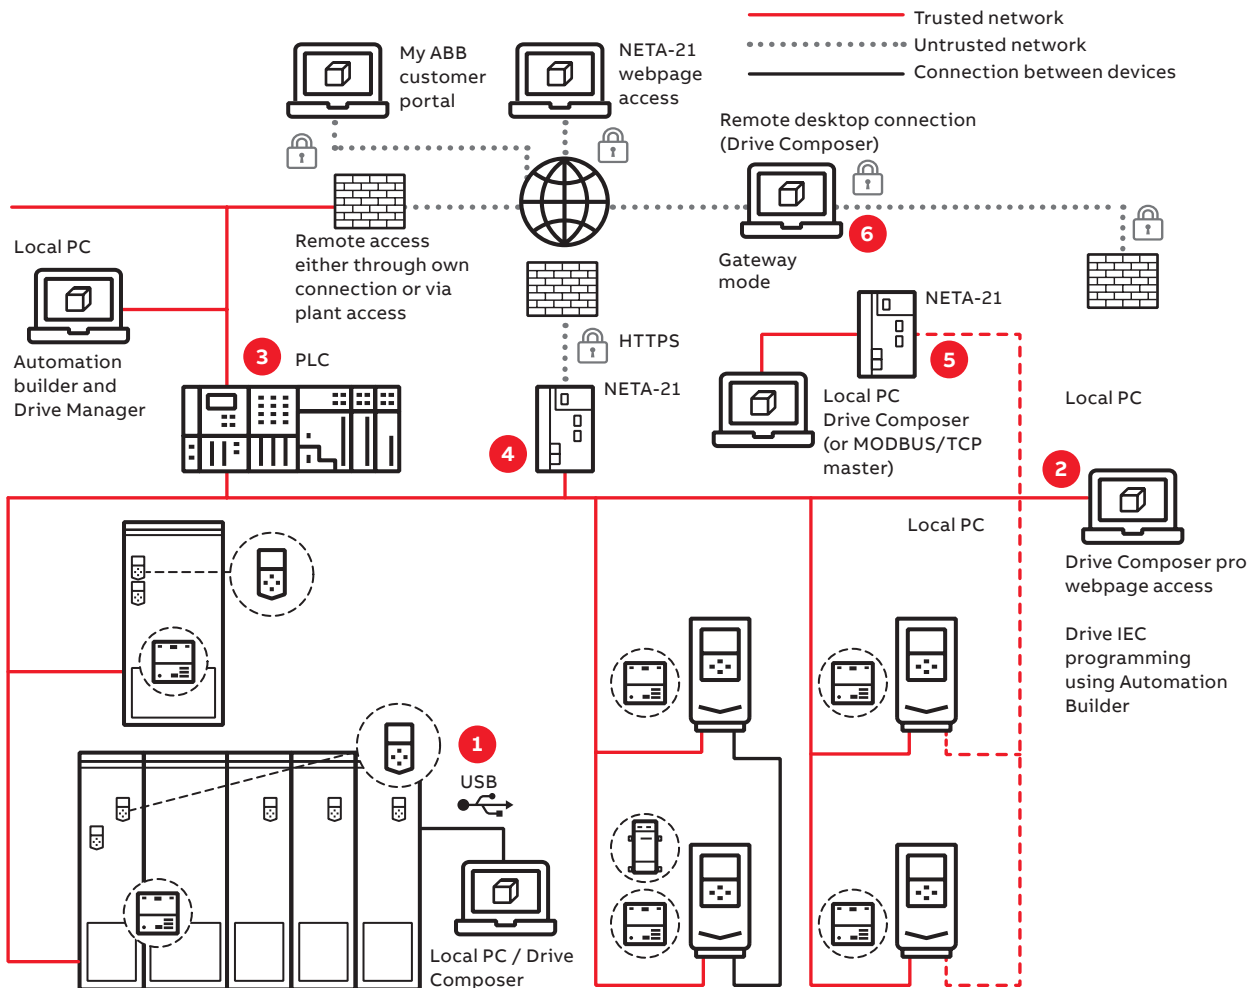 Trusted network
Untrusted network
Connection between devices
My ABB
customer
portal
NETA-21
webpage
access
Remote desktop connection
(Drive Composer)
6
Gateway
mode
Local PC
Remote access
either through own
connection or via
plant access
Automation
builder and
Drive Manager
3
PLC
HTTPS
NETA-21
4
NETA-21
5
Local PC
Drive Composer
(or MODBUS/TCP
master)
Local PC
2
Local PC
Drive Composer pro
webpage access
Drive IEC
programming
using Automation
Builder
1
USB
Local PC / Drive
Composer